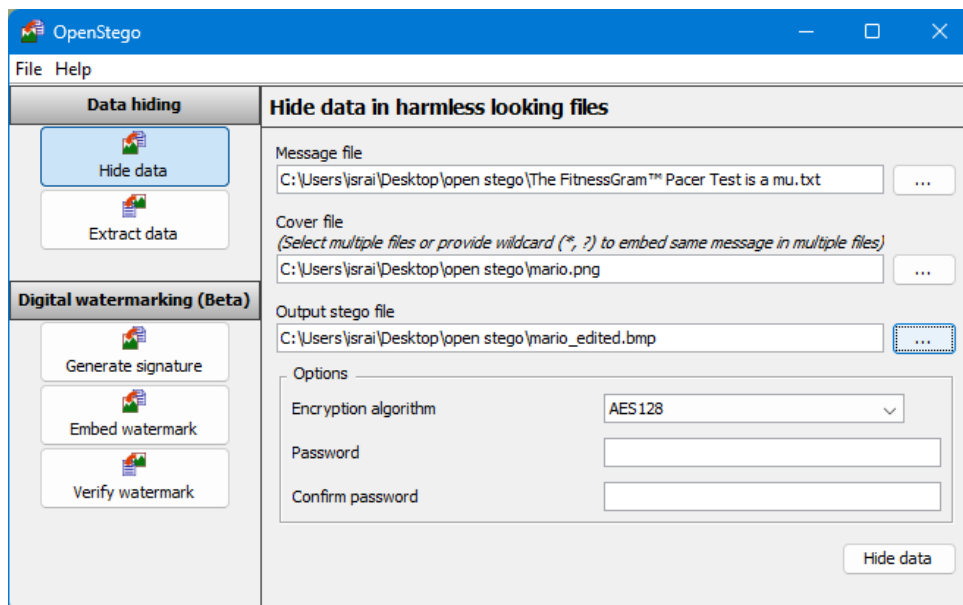 OpenStego
File Help
Data hiding
Hide data
Extract data
Digital watermarking (Beta)
Generate signature
Embed watermark
Verify watermark
Hide data in harmless looking files
Message file
C:\Users\israi\Desktop\open stego\The FitnessGram™ Pacer Test is a mu.txt
...
Cover file
(Select multiple files or provide wildcard (*, ?) to embed same message in multiple files)
C:\Users\israi\Desktop\open stego\mario.png
...
Output stego file
C:\Users\israi\Desktop\open stego\mario_edited.bmp
...
Options
Encryption algorithm AES128
Password
Confirm password
Hide data